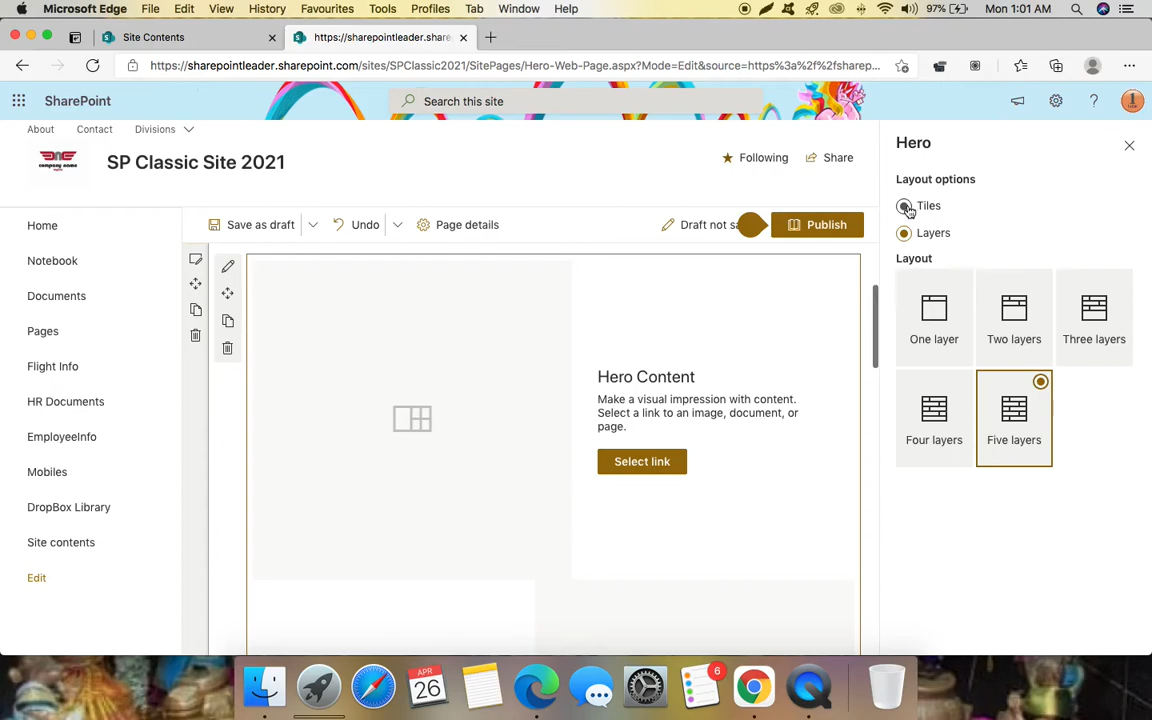 Microsoft Edge File Edit View History Favourites Tools Profiles Tab Window Help 97% Mon 1:01 AM
Site Contents https://sharepointleader.share
https://sharepointleader.sharepoint.com/sites/SPClassic2021/SitePages/Hero-Web-Page.aspx?Mode=Edit&source=https%3a%2f%2fsharep...
SharePoint Search this site
About Contact Divisions
SP Classic Site 2021
Following Share
Save as draft Undo Page details Draft not sa Publish
Home
Notebook
Documents
Pages
Flight Info
HR Documents
EmployeeInfo
Mobiles
DropBox Library
Site contents
Edit
Hero Content
Make a visual impression with content.
Select a link to an image, document, or
page.
Select link
Hero
Layout options
Tiles
Layers
Layout
One layer Two layers Three layers
Four layers Five layers
APR
26
6